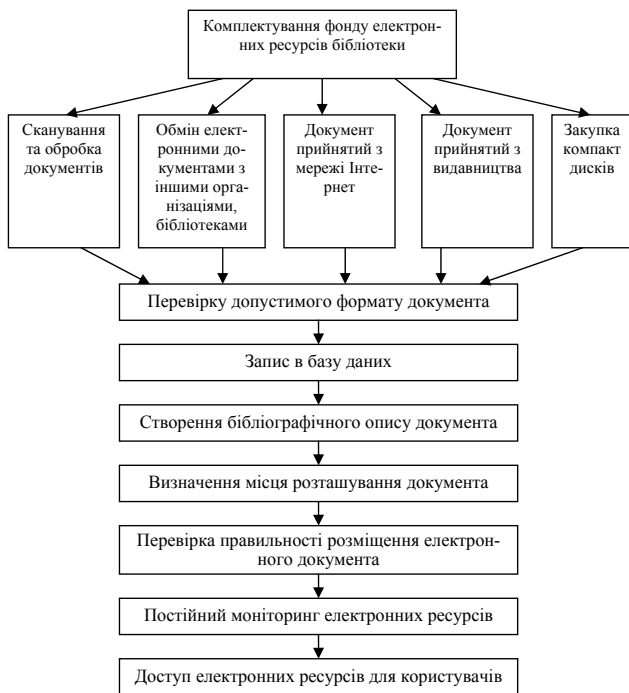 Комплектування фонду електрон-
них ресурсів бібліотеки
Сканування
та обробка
документів
Обмін елект-
ронними до-
кументами з
іншими орга-
нізаціями,
бібліотеками
Документ
прийнятий з
мережі Інте-
рнет
Документ
прийнятий з
видавництва
Закупка
компакт
дисків
Перевірку допустимого формату документа
Запис в базу даних
Створення бібліографічного опису документа
Визначення місця розташування документа
Перевірка правильності розміщення електрон-
ного документа
Постійний моніторинг електронних ресурсів
Доступ електронних ресурсів для користувачів